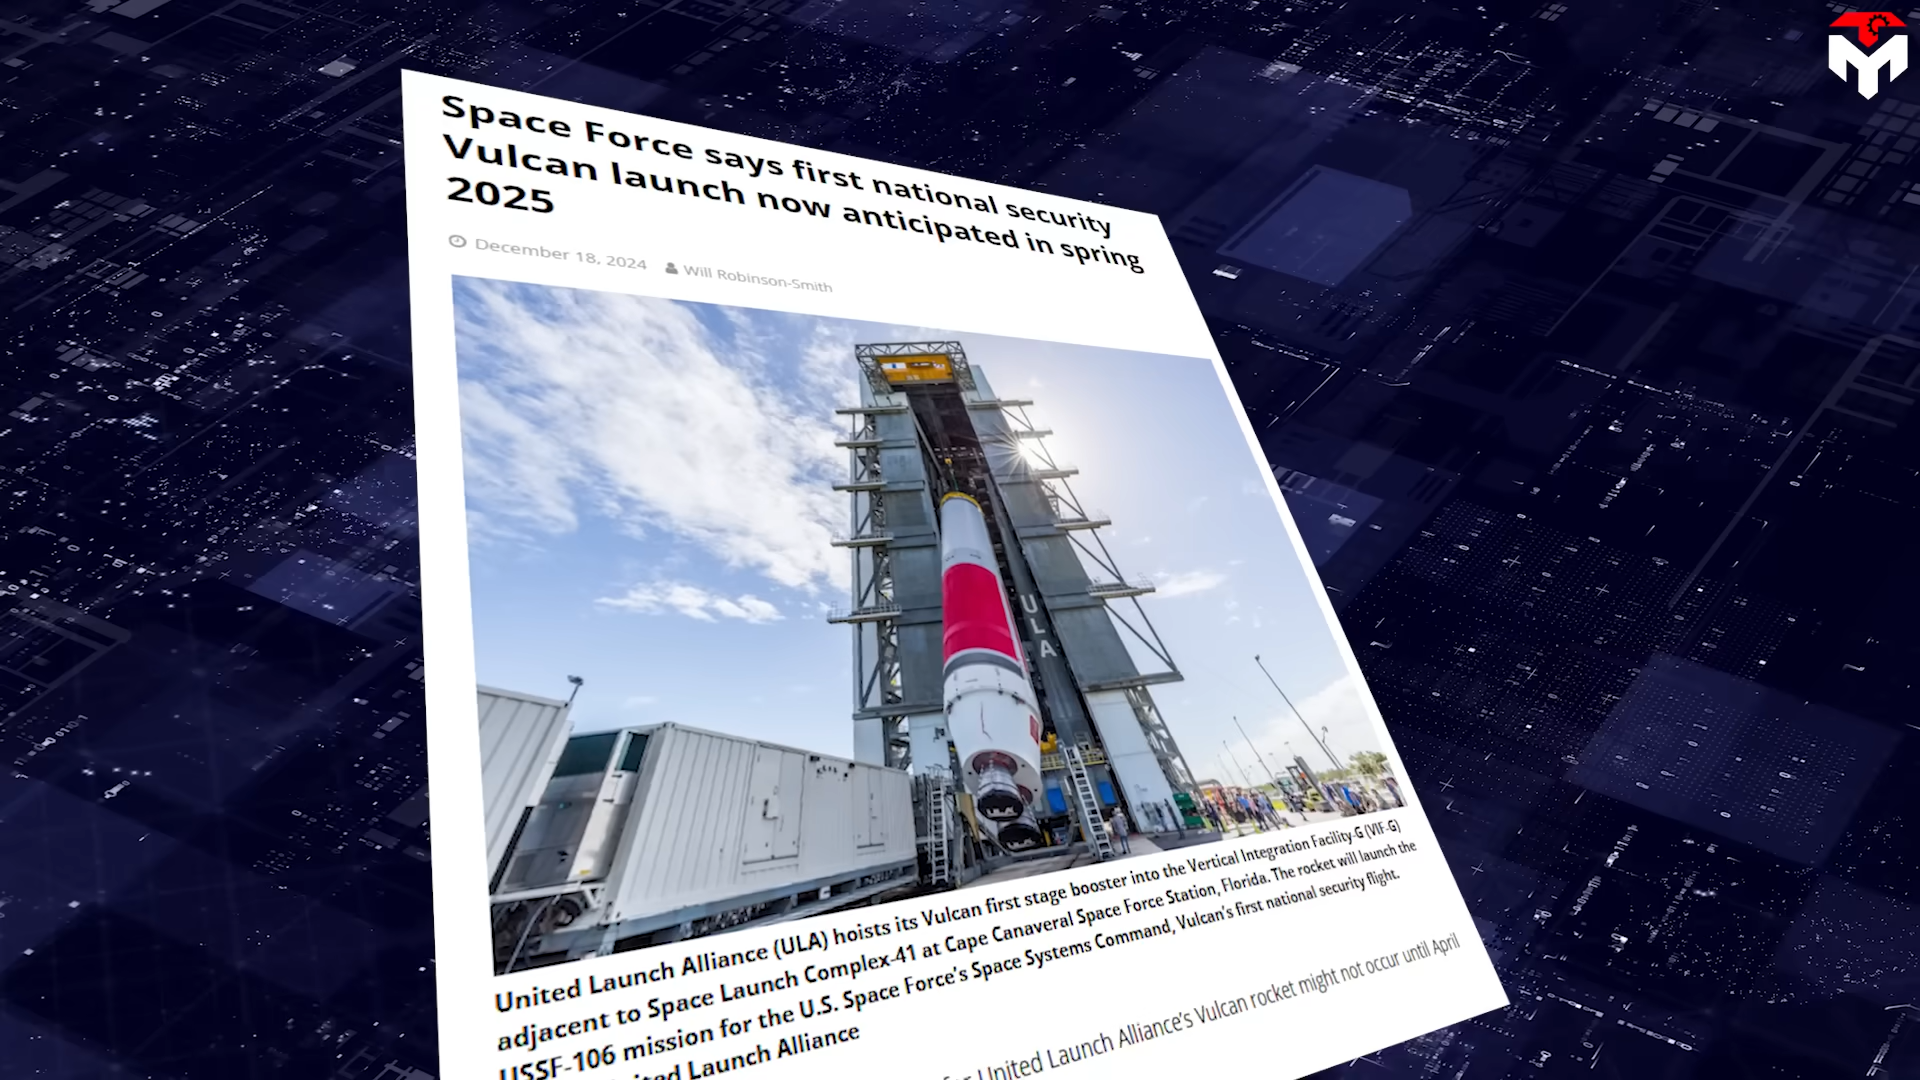 Space Force says first national security
Vulcan launch now anticipated in spring
2025
December 18, 2024 Will Robinson-Smith
ULA
United Launch Alliance (ULA) hoists its Vulcan first stage booster into the Vertical Integration Facility-G (VIF-G)
adjacent to Space Launch Complex-41 at Cape Canaveral Space Force Station, Florida. The rocket will launch the
USSF-106 mission for the U.S. Space Force's Space Systems Command, Vulcan's first national security flight.
United Launch Alliance
for United Launch Alliance's Vulcan rocket might not occur until April